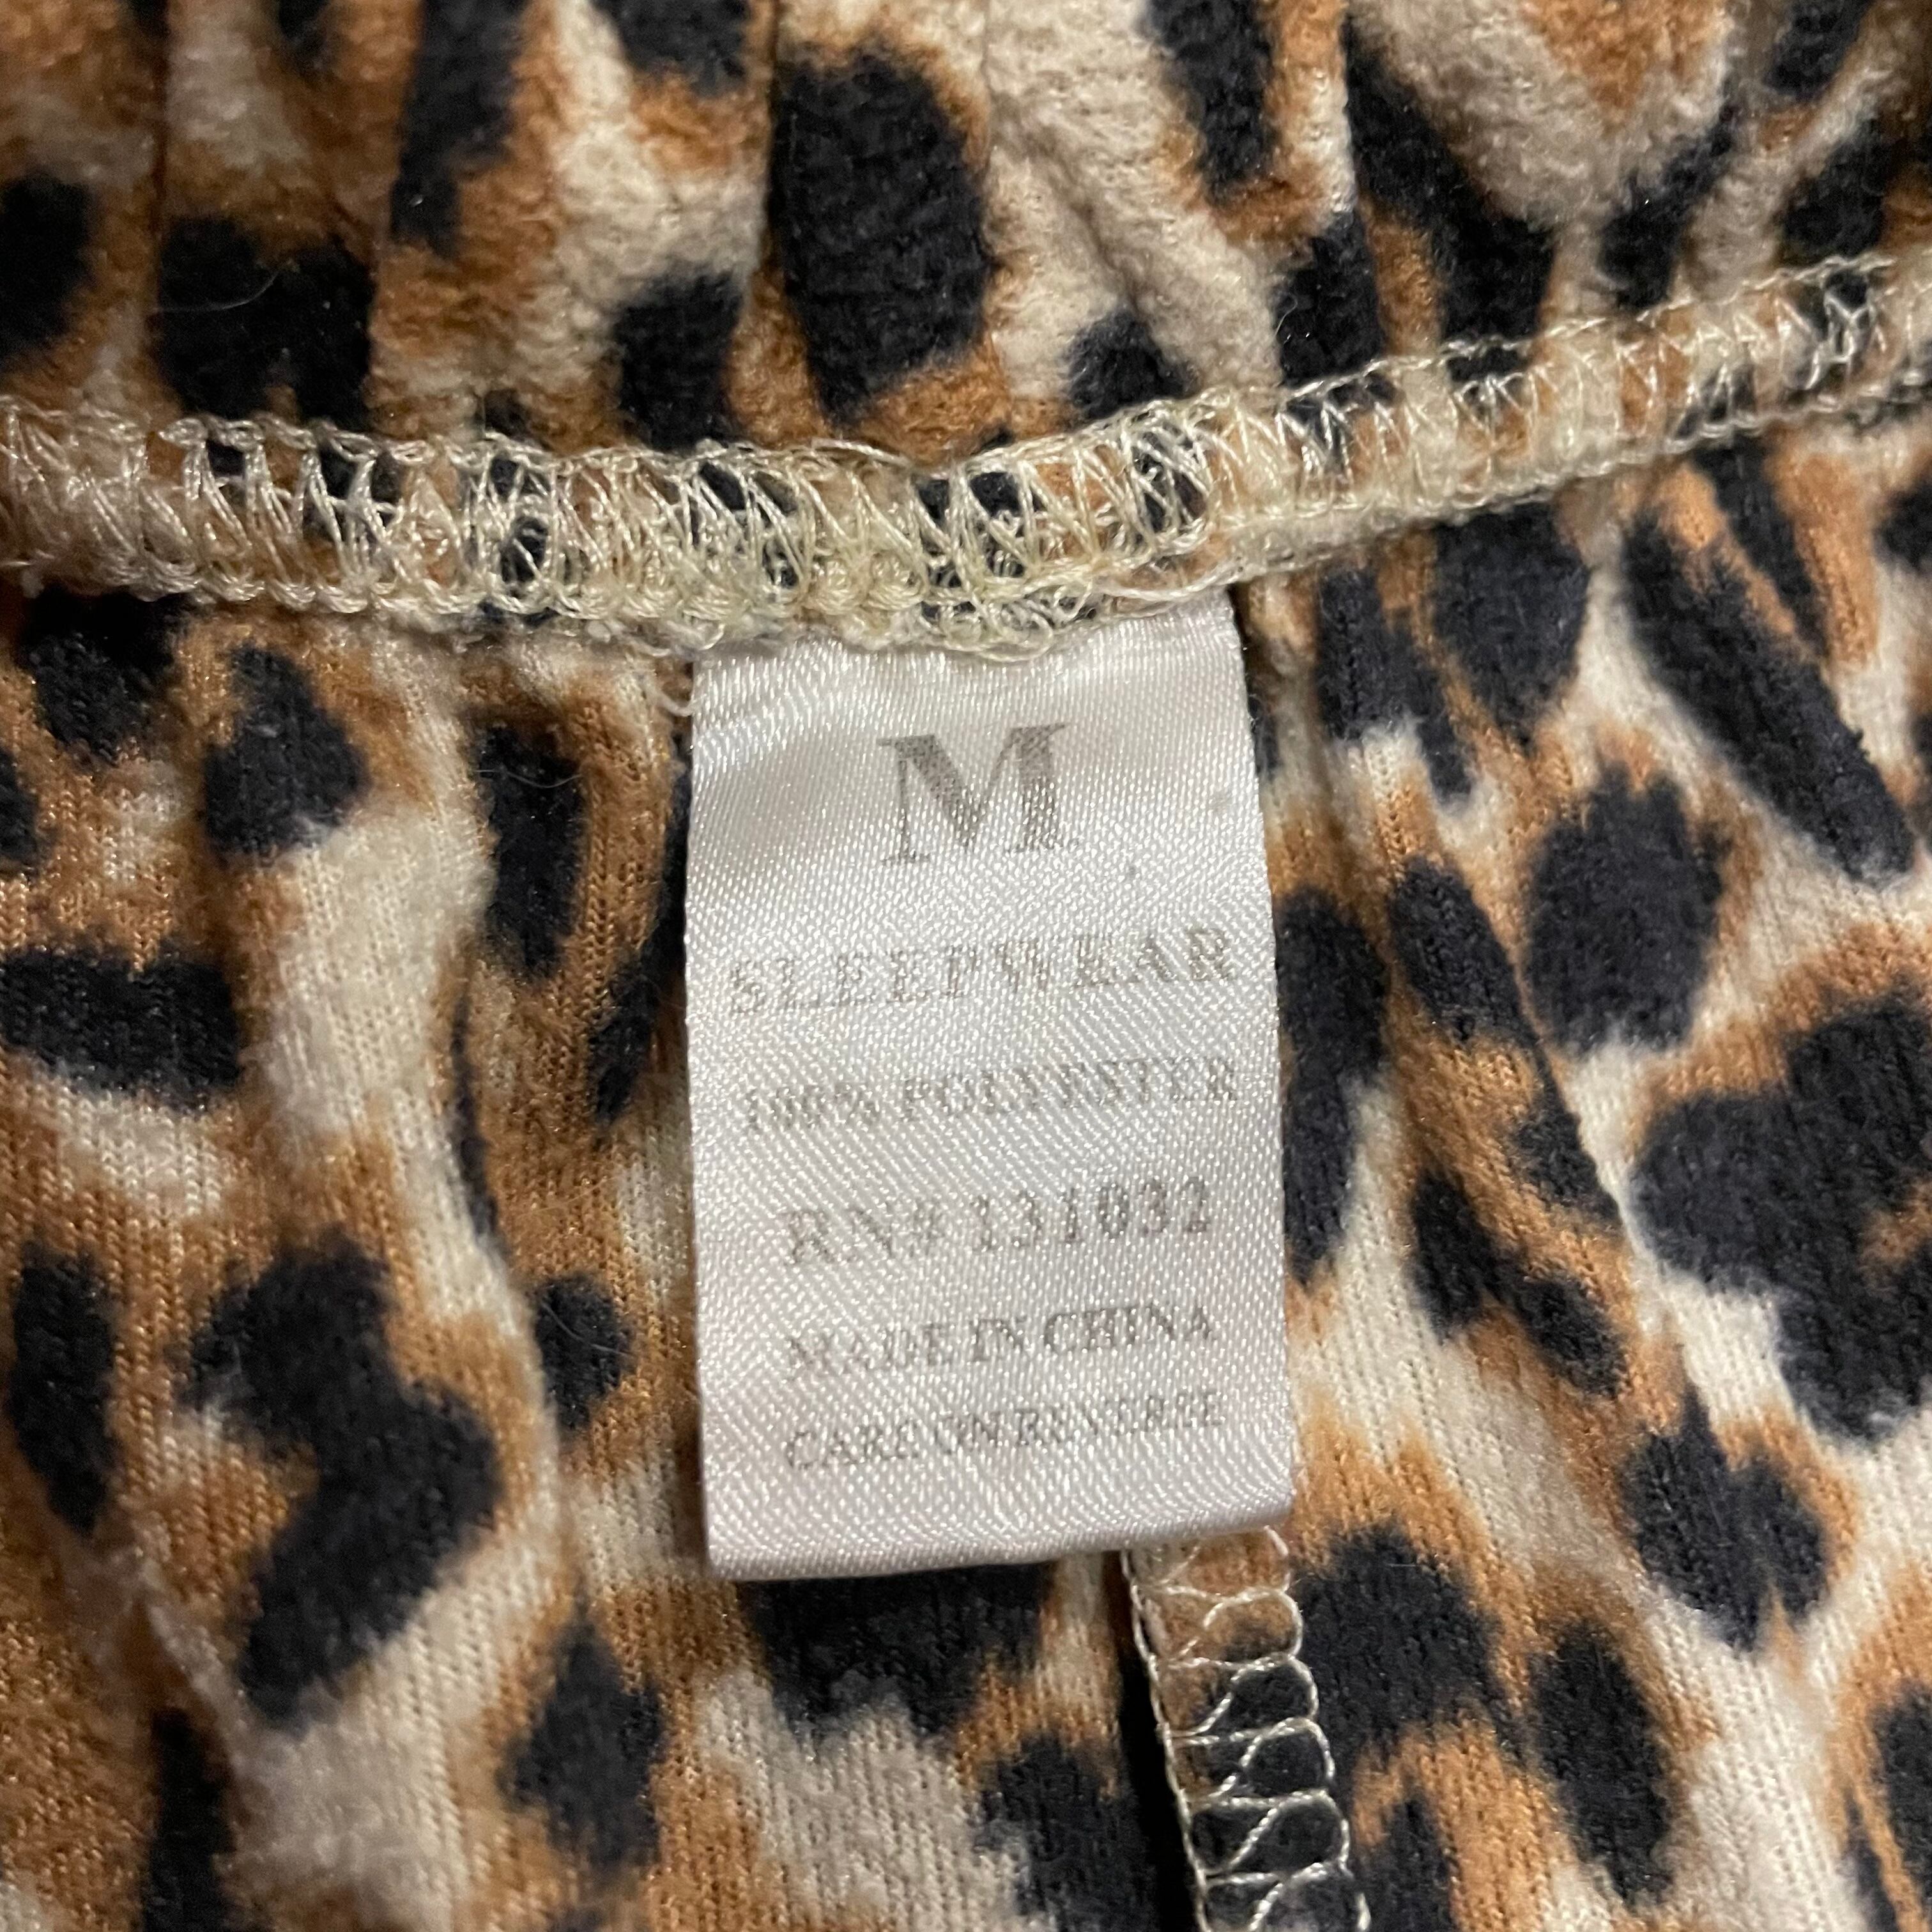 M
SLEEPWEAR
100% POLYESTER
RN# 131032
MADE IN CHINA
CARE ON REVERSE